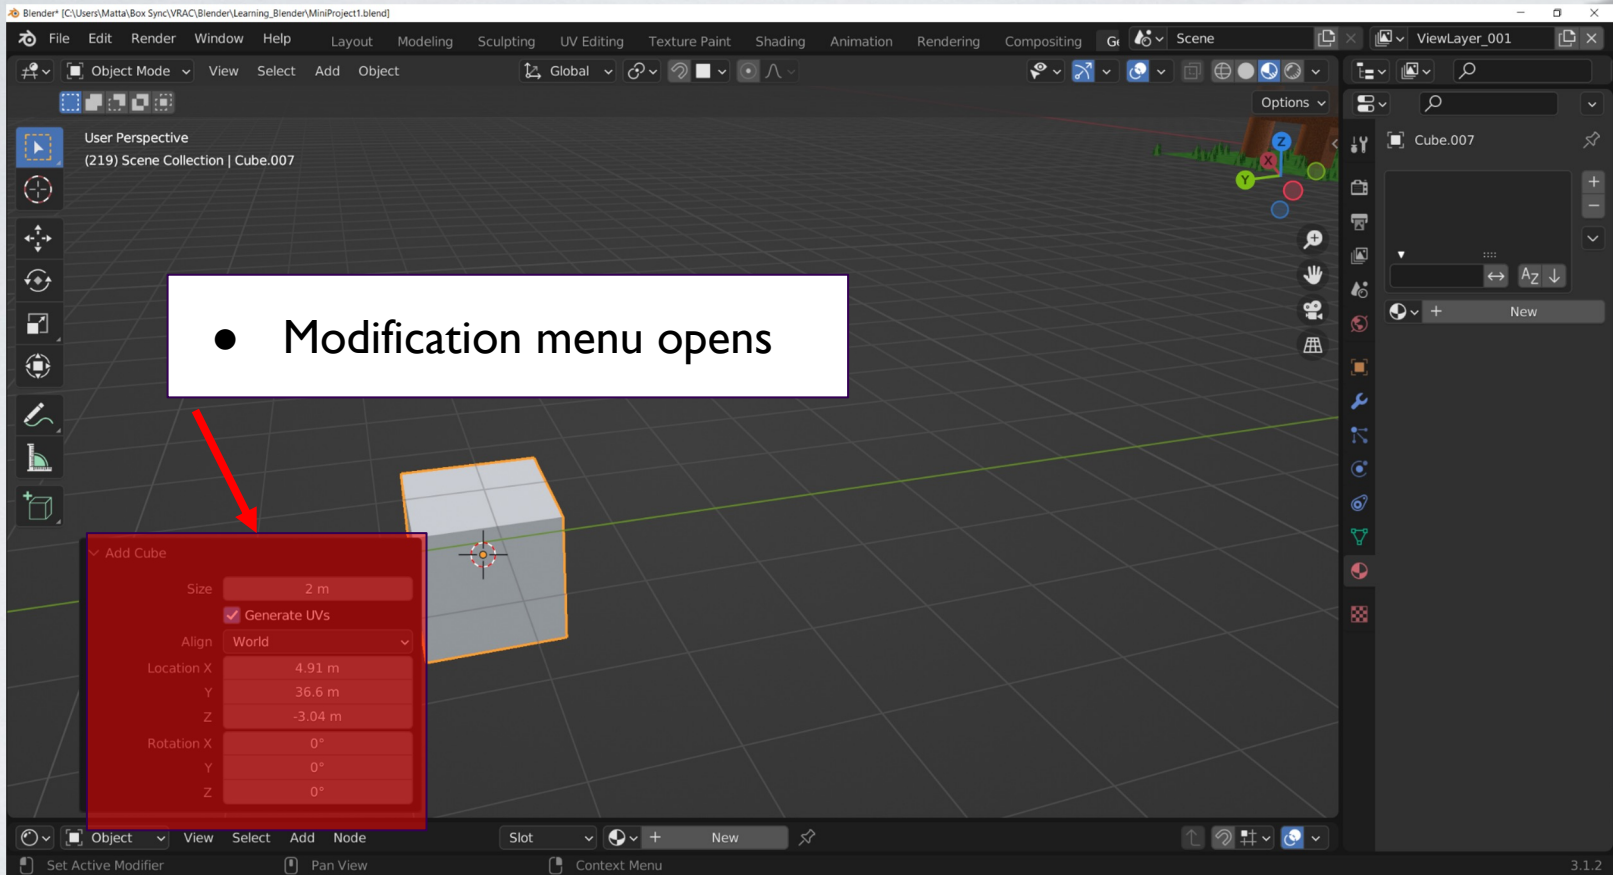 Blender* [C:\Users\Matta\Box Sync\VRAC\Blender\Learning_Blender\MiniProject1.blend]
File Edit Render Window Help Layout Modeling Sculpting UV Editing Texture Paint Shading Animation Rendering Compositing Scene ViewLayer_001
Object Mode View Select Add Object Global
Options
User Perspective
(219) Scene Collection | Cube.007
Cube.007
Z
X
Y
New
● Modification menu opens
Add Cube
Size 2 m
Generate UVs
Align World
Location X 4.91 m
Y 36.6 m
Z -3.04 m
Rotation X 0°
Y 0°
Z 0°
Object View Select Add Node Slot New
Set Active Modifier Pan View Context Menu 3.1.2